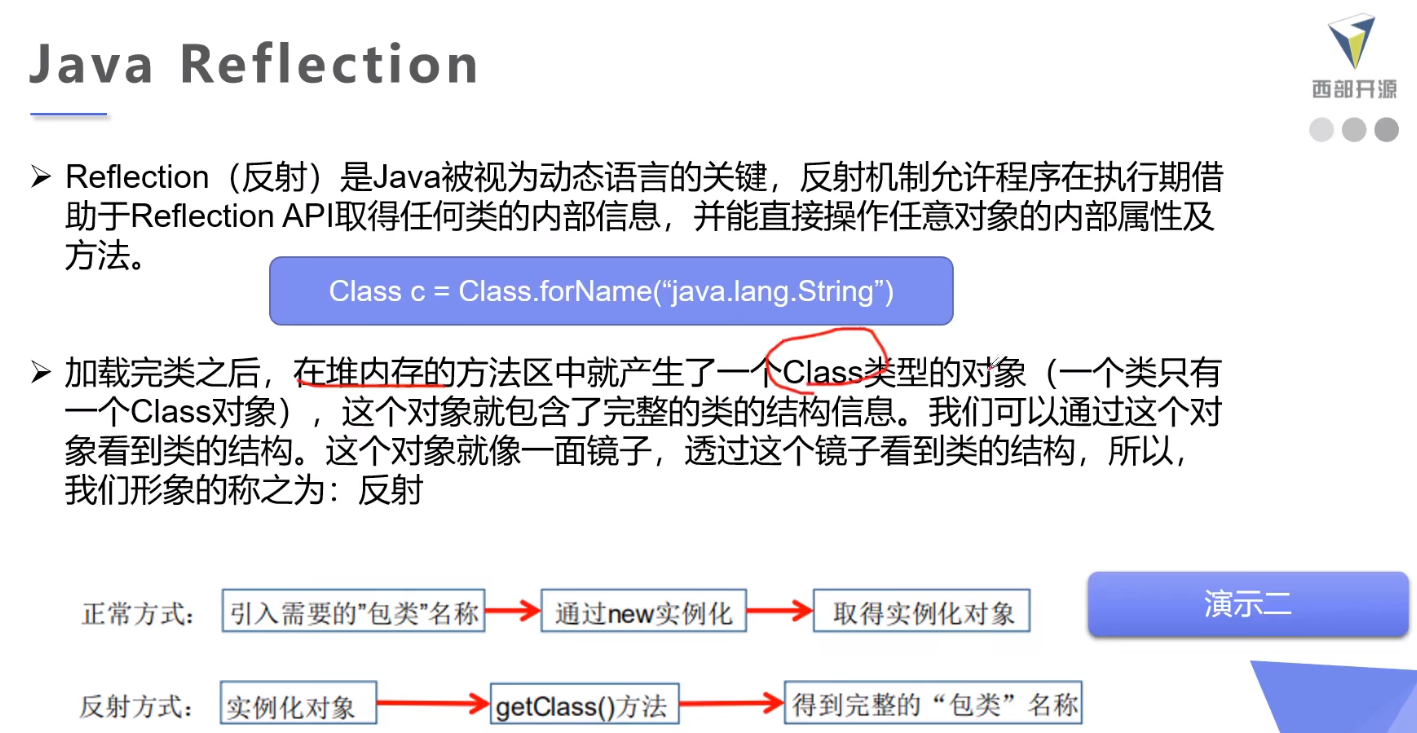 Java Reflection
西部开源
Reflection（反射）是Java被视为动态语言的关键，反射机制允许程序在执行期借
助于Reflection API取得任何类的内部信息，并能直接操作任意对象的内部属性及
方法。
Class c = Class.forName(“java.lang.String”)
加载完类之后，在堆内存的方法区中就产生了一个Class类型的对象（一个类只有
一个Class对象），这个对象就包含了完整的类的结构信息。我们可以通过这个对
象看到类的结构。这个对象就像一面镜子，透过这个镜子看到类的结构，所以，
我们形象的称之为：反射
正常方式： 引入需要的”包类”名称 通过new实例化 取得实例化对象
演示二
反射方式： 实例化对象 getClass()方法 得到完整的“包类”名称